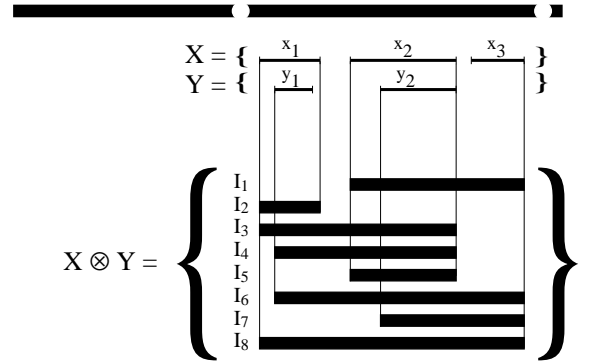 X = { x₁ x₂ x₃ }
Y = { y₁ y₂ }
I₁
I₂
I₃
I₄
X ⊗ Y = { }
I₅
I₆
I₇
I₈